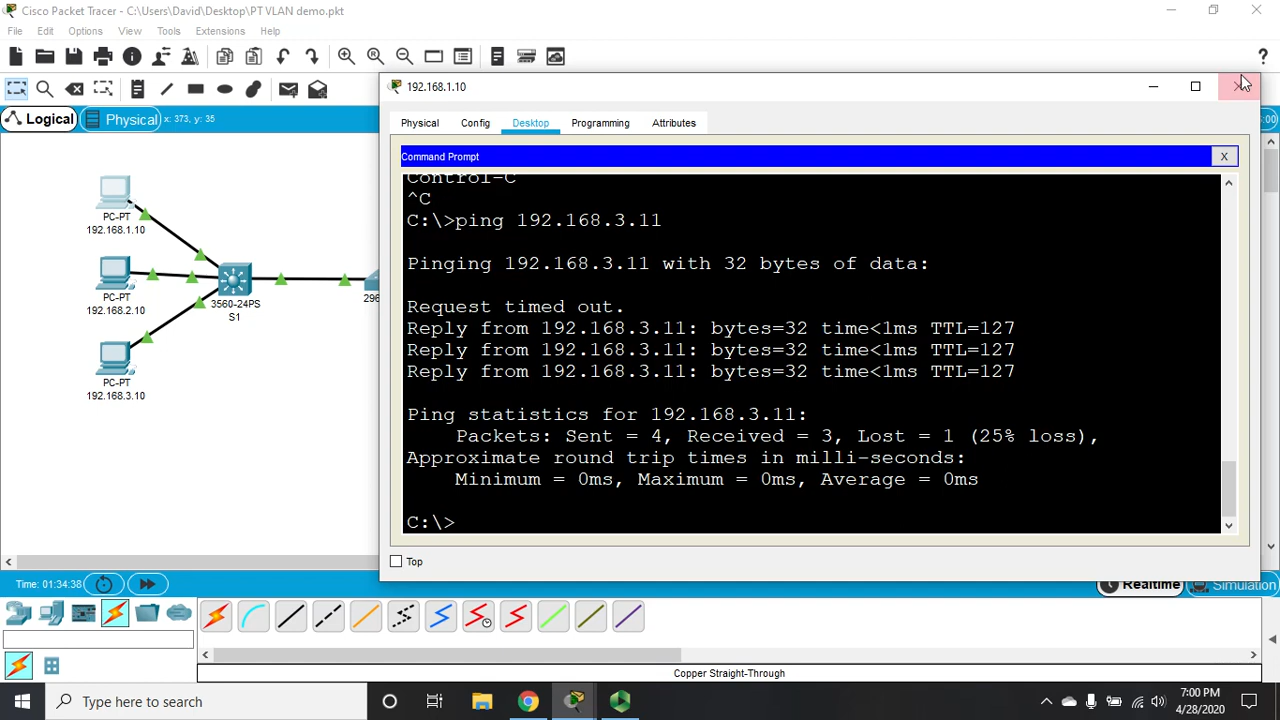 Cisco Packet Tracer - C:\Users\David\Desktop\PT VLAN demo.pkt
File Edit Options View Tools Extensions Help
192.168.1.10
Logical Physical x: 373, y: 35
:00)
Physical Config Desktop Programming Attributes
Command Prompt X
Control-C
^C
C:\>ping 192.168.3.11
Pinging 192.168.3.11 with 32 bytes of data:
Request timed out.
Reply from 192.168.3.11: bytes=32 time<1ms TTL=127
Reply from 192.168.3.11: bytes=32 time<1ms TTL=127
Reply from 192.168.3.11: bytes=32 time<1ms TTL=127
Ping statistics for 192.168.3.11:
Packets: Sent = 4, Received = 3, Lost = 1 (25% loss),
Approximate round trip times in milli-seconds:
Minimum = 0ms, Maximum = 0ms, Average = 0ms
C:\>
Top
PC-PT
192.168.1.10
PC-PT
192.168.2.10
PC-PT
192.168.3.10
3560-24PS
S1
296
Time: 01:34:38
Realtime Simulation
Copper Straight-Through
Type here to search
7:00 PM
4/28/2020